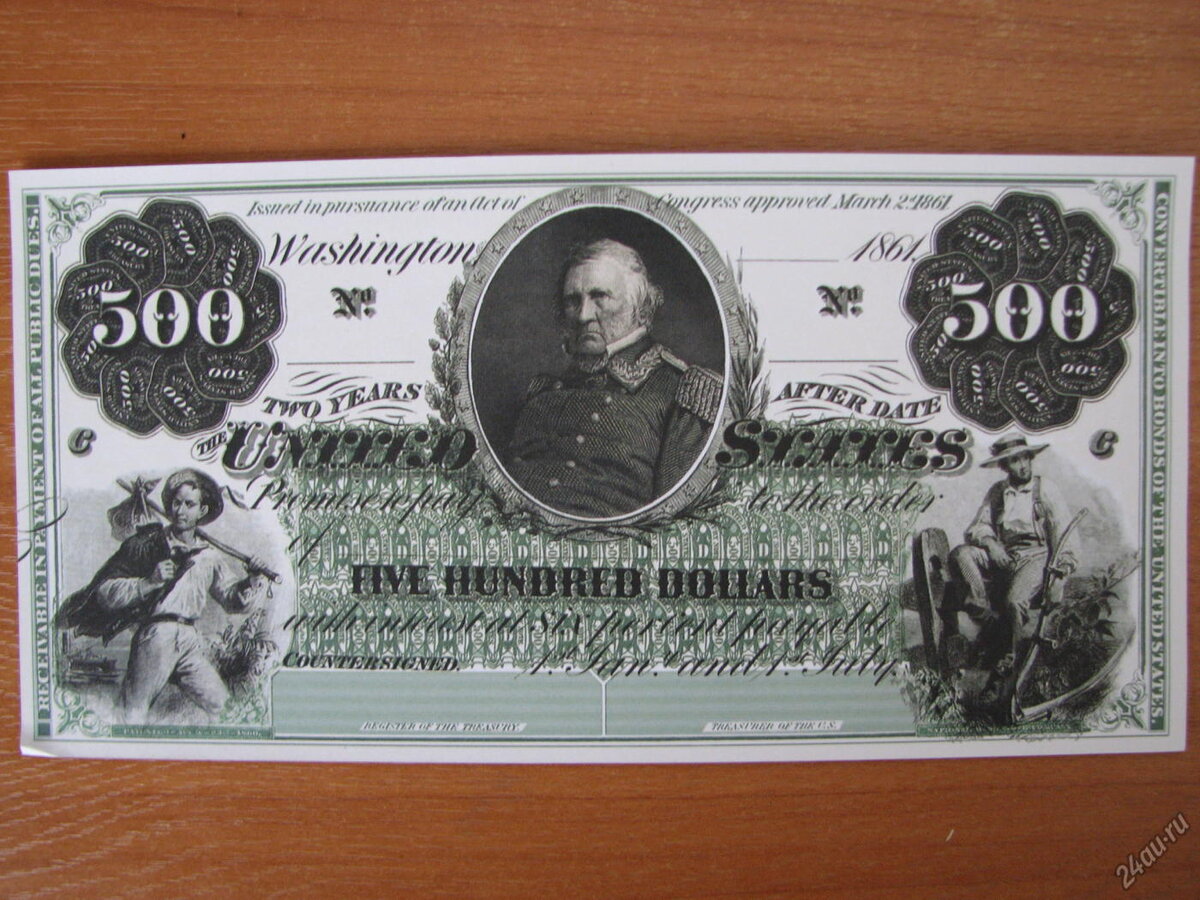 Issued in pursuance of an Act of Congress approved March 2d 1861.
Washington 1861,
500 500
No. No.
TWO YEARS AFTER DATE
THE UNITED STATES
C C
Promise to pay to the order
of
FIVE HUNDRED DOLLARS
with interest at six per cent payable
1st Jany and 1st July.
COUNTERSIGNED.
REGISTER OF THE TREASURY TREASURER OF THE U.S.
RECEIVABLE IN PAYMENT OF ALL PUBLIC DUES.
CONVERTIBLE INTO BONDS OF THE UNITED STATES.
24au.ru